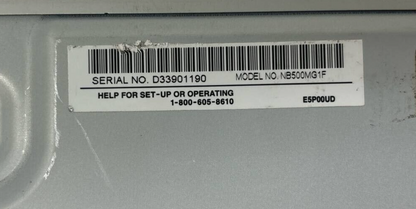 SERIAL NO. D33901190 MODEL NO. NB500MG1F
HELP FOR SET-UP OR OPERATING
1-800-605-8610 E5P00UD